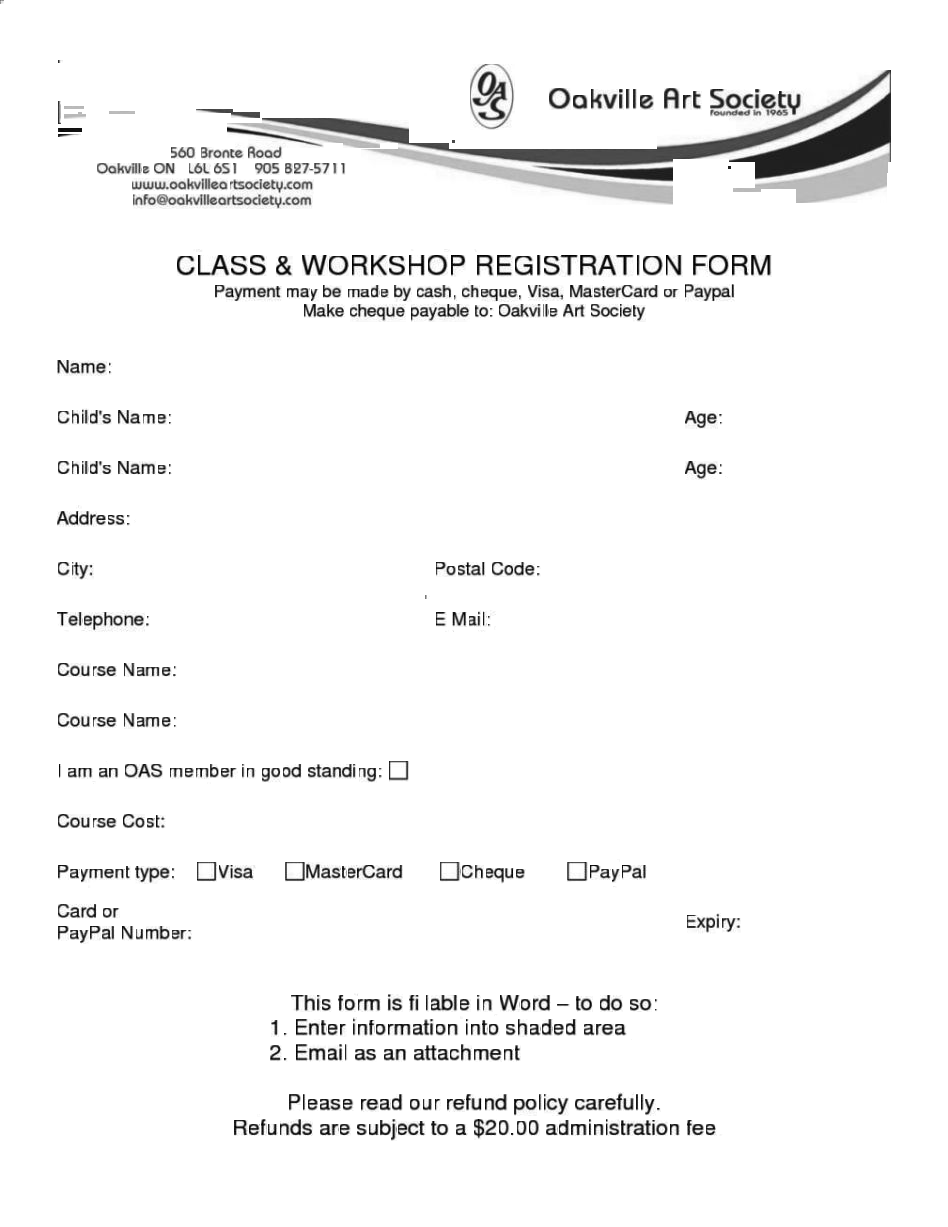 OAS
Oakville Art Society
founded in 1965
560 Bronte Road
Oakville ON L6L 6S1 905 827-5711
www.oakvilleartsociety.com
info@oakvilleartsociety.com
CLASS & WORKSHOP REGISTRATION FORM
Payment may be made by cash, cheque, Visa, MasterCard or Paypal
Make cheque payable to: Oakville Art Society
Name:
Child's Name: Age:
Child's Name: Age:
Address:
City: Postal Code:
Telephone: E Mail:
Course Name:
Course Name:
I am an OAS member in good standing: ☐
Course Cost:
Payment type: ☐Visa ☐MasterCard ☐Cheque ☐PayPal
Card or
PayPal Number: Expiry:
This form is fi lable in Word – to do so:
1. Enter information into shaded area
2. Email as an attachment
Please read our refund policy carefully.
Refunds are subject to a $20.00 administration fee